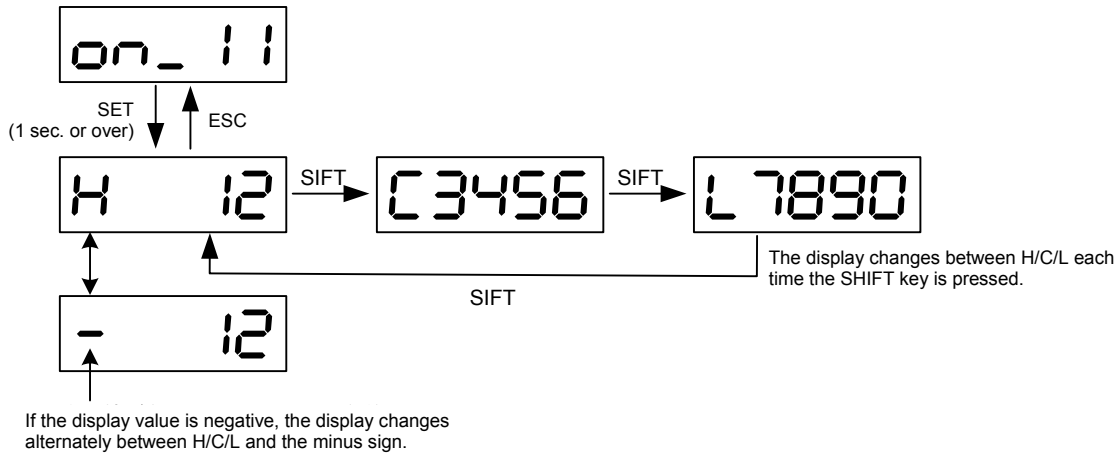 on_ 11
SET
(1 sec. or over)
ESC
H 12
SIFT
C3456
SIFT
L 7890
The display changes between H/C/L each
time the SHIFT key is pressed.
SIFT
- 12
If the display value is negative, the display changes
alternately between H/C/L and the minus sign.